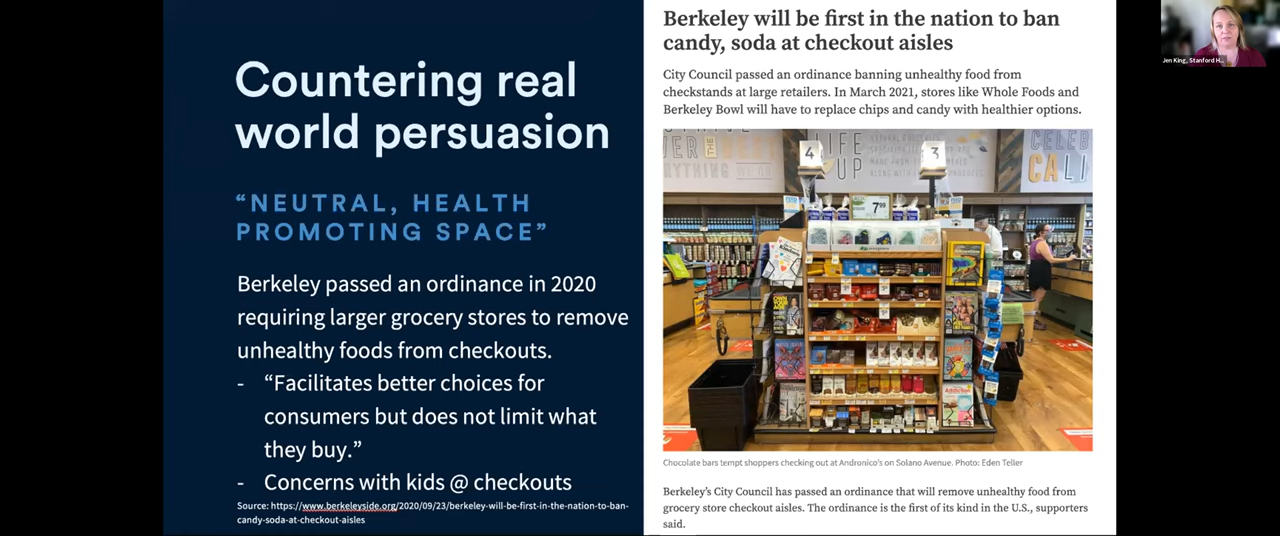 Countering real
world persuasion
“NEUTRAL, HEALTH
PROMOTING SPACE”
Berkeley passed an ordinance in 2020
requiring larger grocery stores to remove
unhealthy foods from checkouts.
- “Facilitates better choices for
consumers but does not limit what
they buy.”
- Concerns with kids @ checkouts
Source: https://www.berkeleyside.org/2020/09/23/berkeley-will-be-first-in-the-nation-to-ban-
candy-soda-at-checkout-aisles
Berkeley will be first in the nation to ban
candy, soda at checkout aisles
City Council passed an ordinance banning unhealthy food from
checkstands at large retailers. In March 2021, stores like Whole Foods and
Berkeley Bowl will have to replace chips and candy with healthier options.
LIFE
UP
CELEB
CALI
4
3
7.99
Chocolate bars tempt shoppers checking out at Andronico's on Solano Avenue. Photo: Eden Teller
Berkeley's City Council has passed an ordinance that will remove unhealthy food from
grocery store checkout aisles. The ordinance is the first of its kind in the U.S., supporters
said.
Jen King, Stanford H...